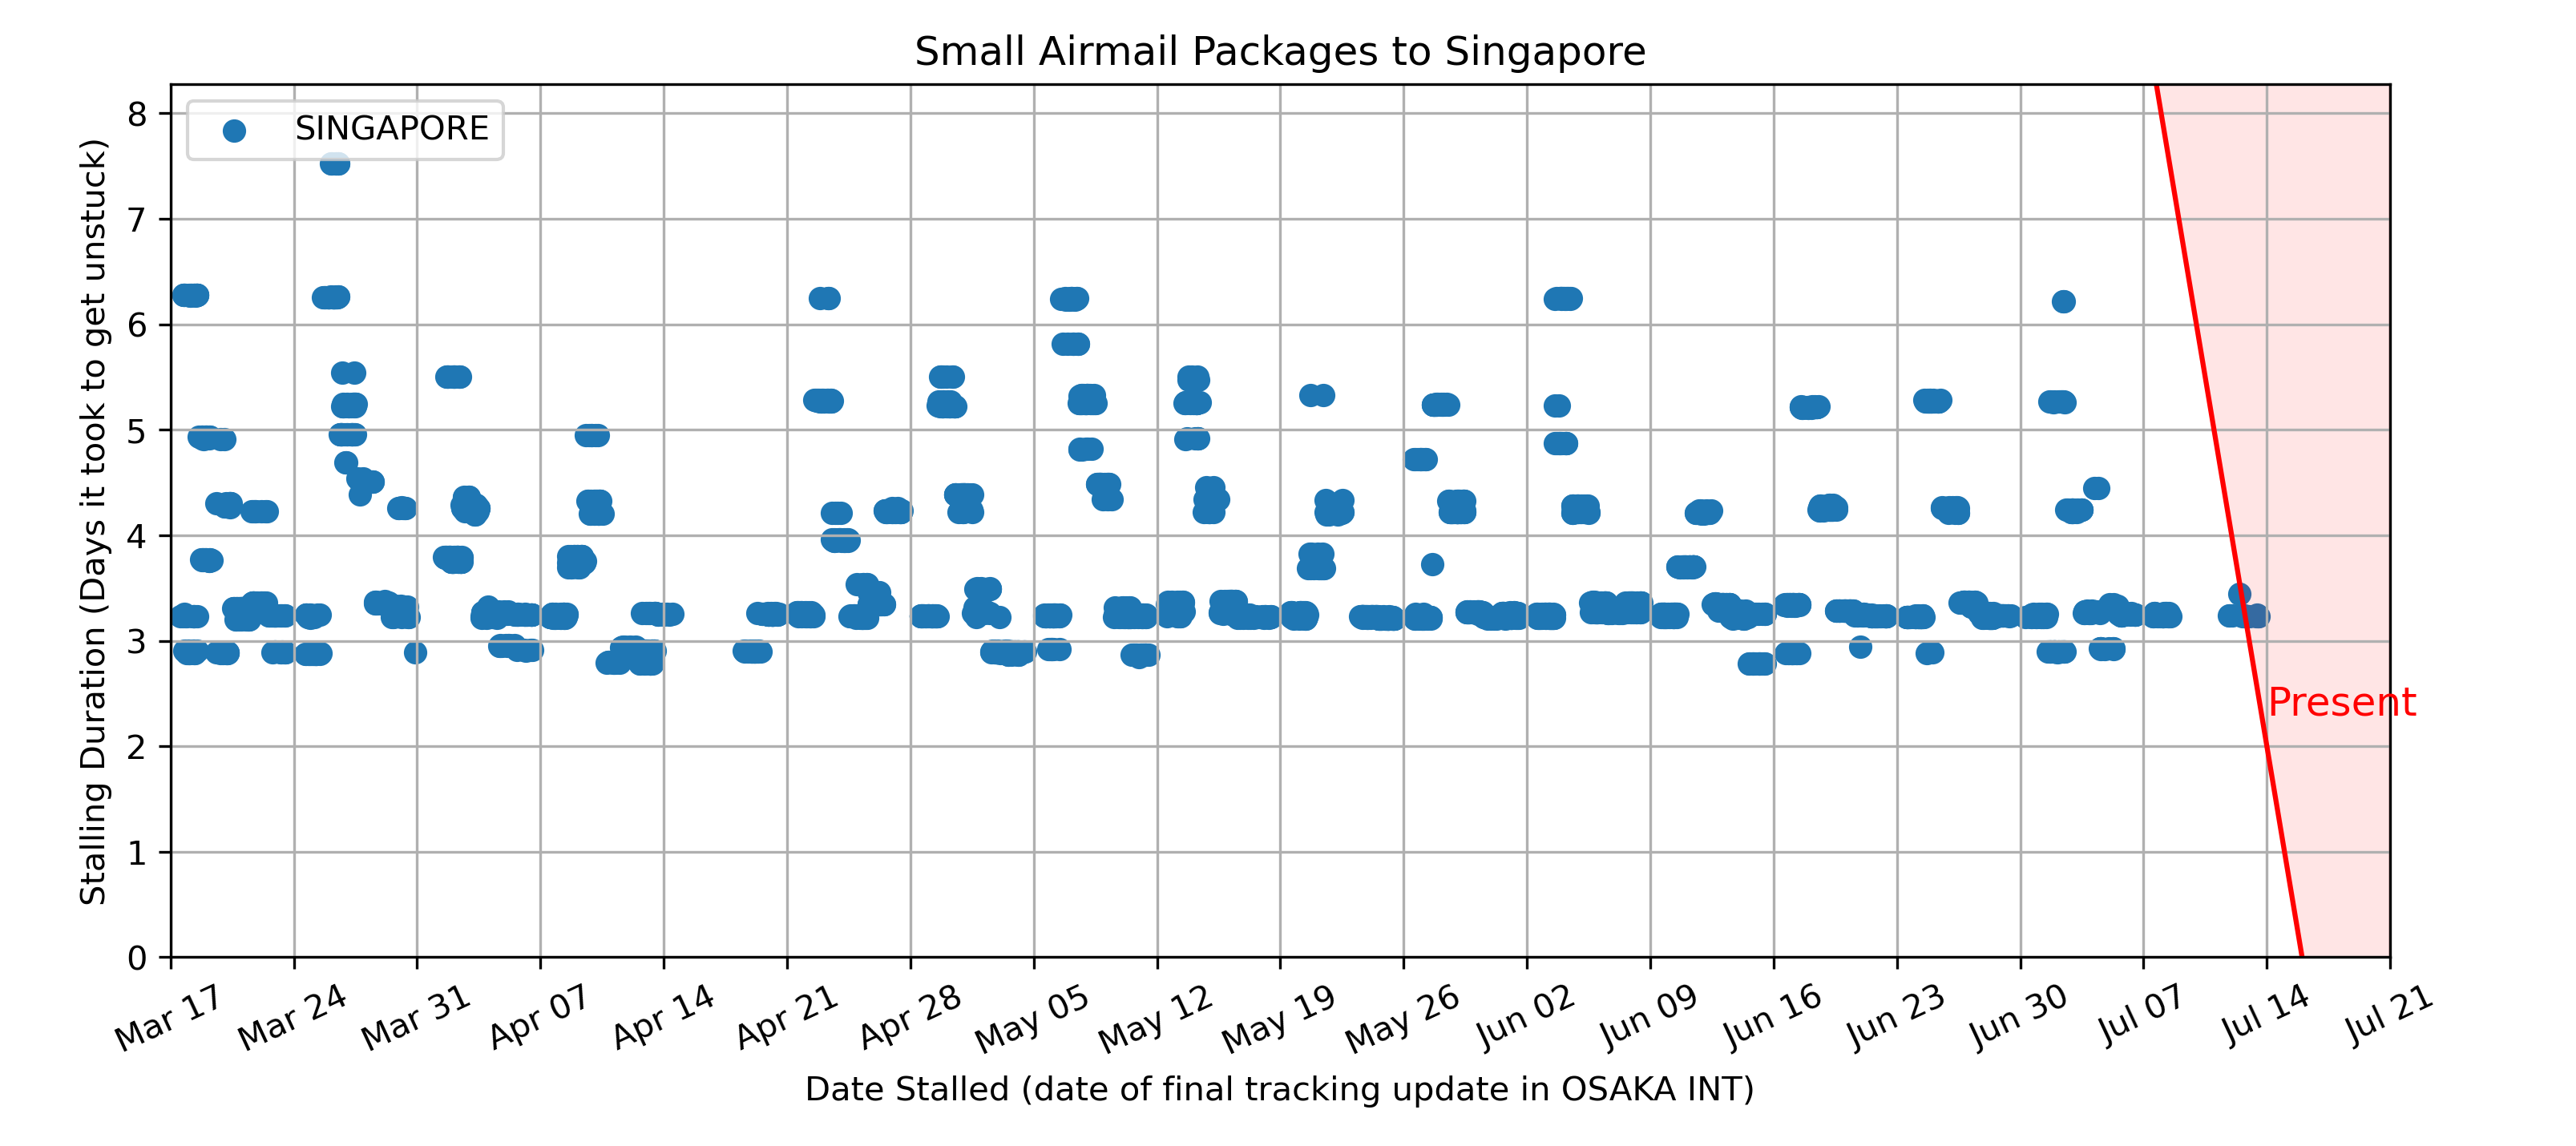 Small Airmail Packages to Singapore
SINGAPORE
Stalling Duration (Days it took to get unstuck)
8
7
6
5
4
3
2
1
0
Present
Mar 17
Mar 24
Mar 31
Apr 07
Apr 14
Apr 21
Apr 28
May 05
May 12
May 19
May 26
Jun 02
Jun 09
Jun 16
Jun 23
Jun 30
Jul 07
Jul 14
Jul 21
Date Stalled (date of final tracking update in OSAKA INT)